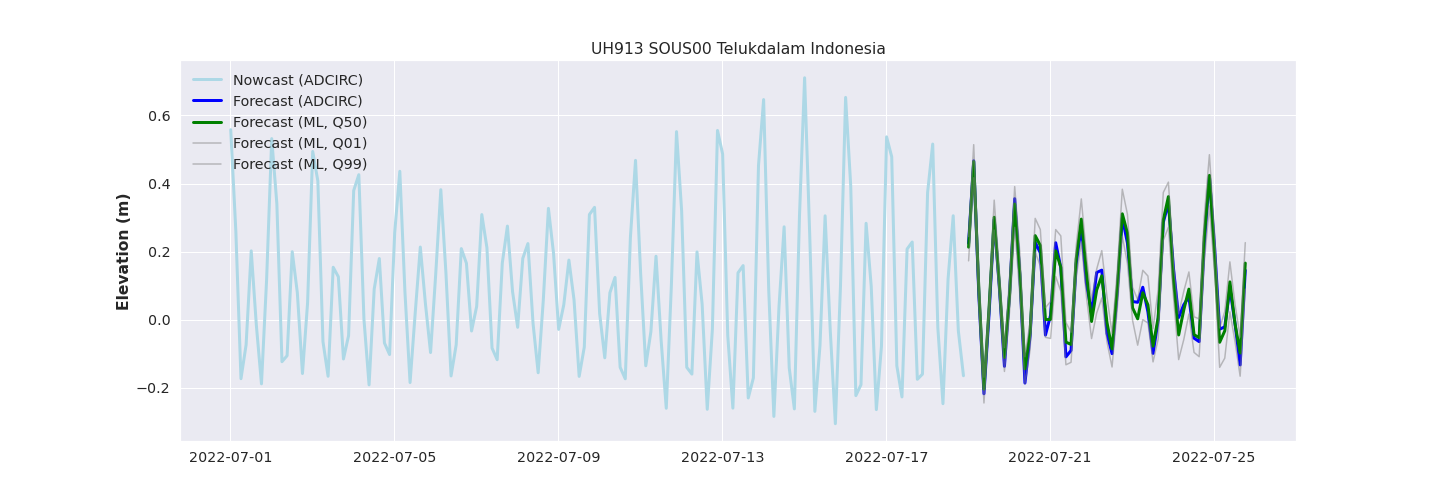 UH913 SOUS00 Telukdalam Indonesia
Nowcast (ADCIRC)
Forecast (ADCIRC)
Forecast (ML, Q50)
Forecast (ML, Q01)
Forecast (ML, Q99)
Elevation (m)
0.6
0.4
0.2
0.0
−0.2
2022-07-01
2022-07-05
2022-07-09
2022-07-13
2022-07-17
2022-07-21
2022-07-25